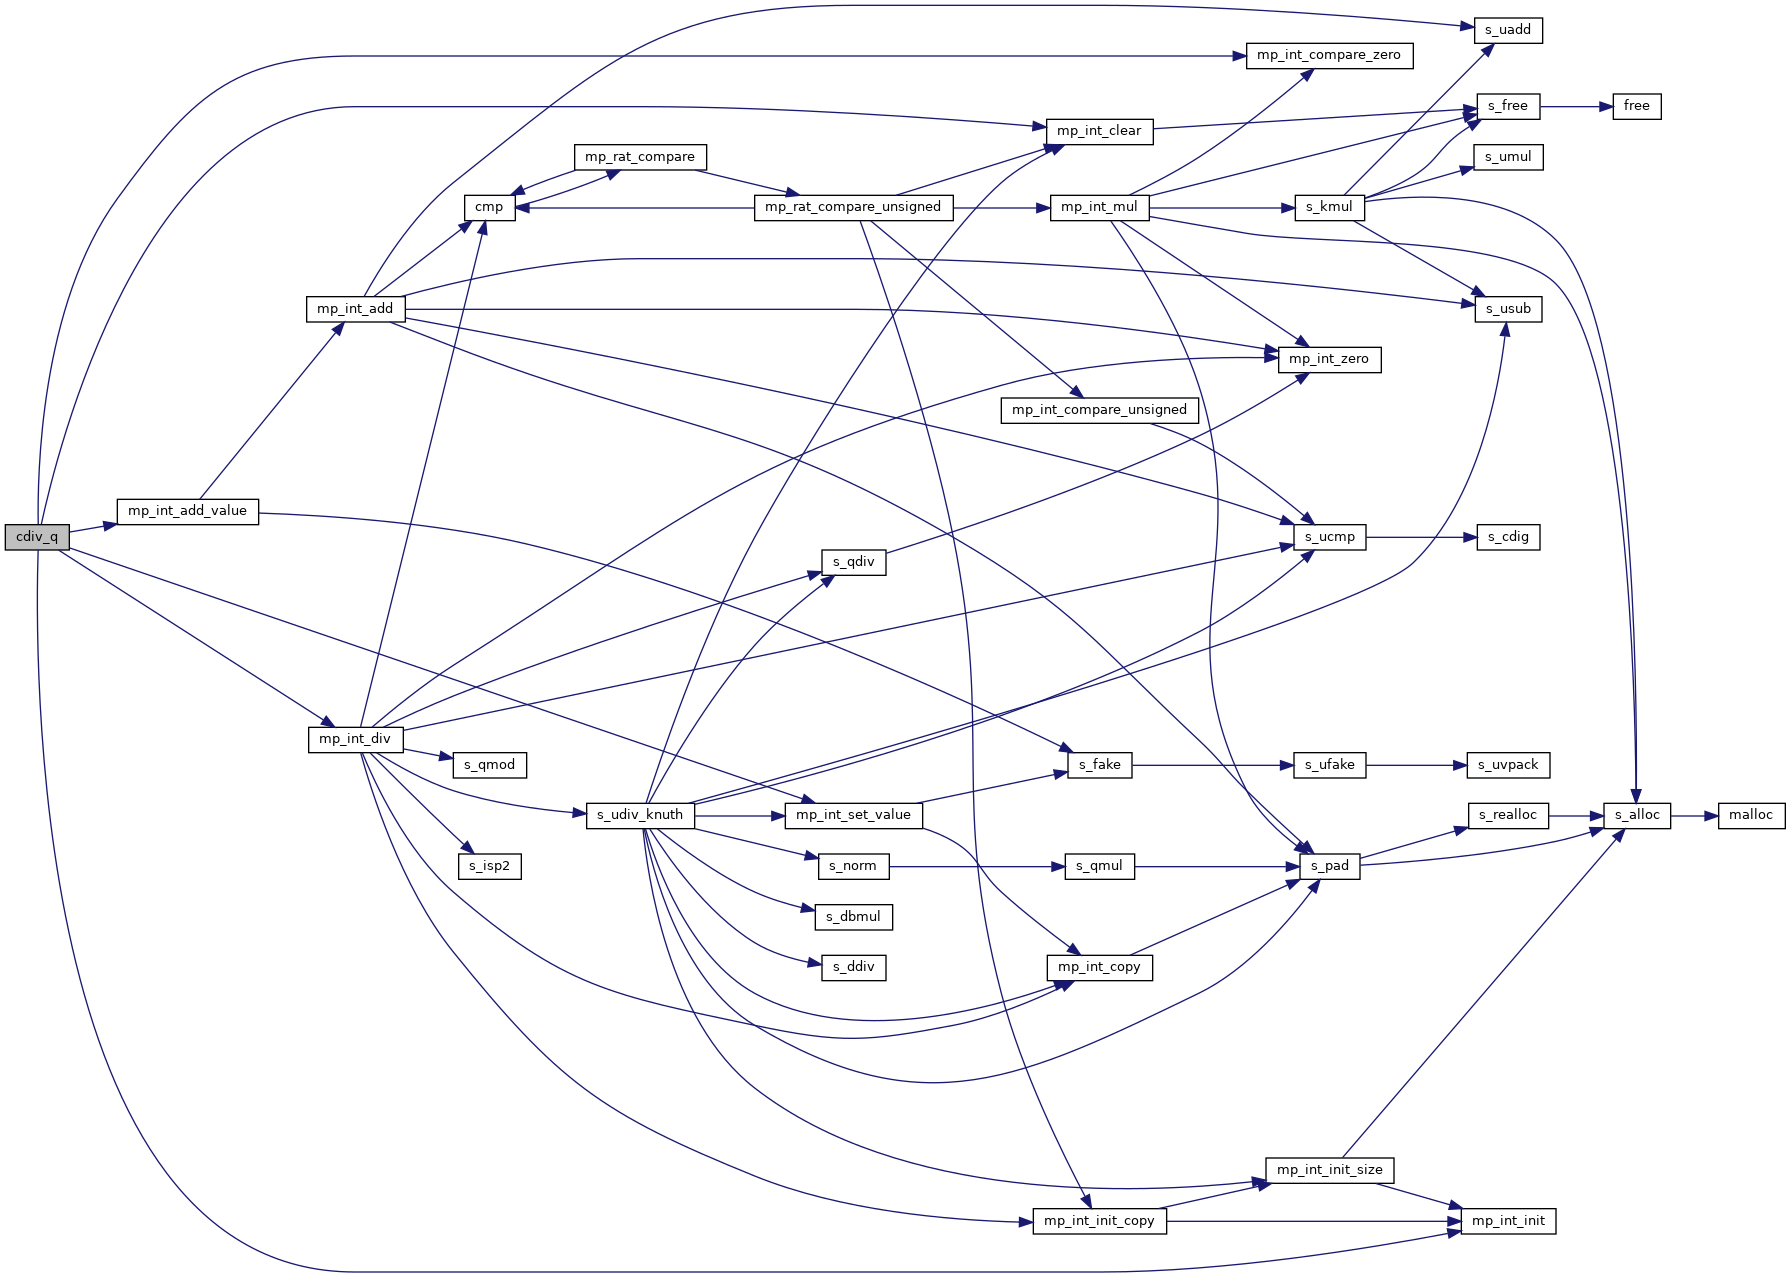 s_uadd
mp_int_compare_zero
s_free
free
mp_int_clear
mp_rat_compare
s_umul
cmp
mp_rat_compare_unsigned
mp_int_mul
s_kmul
mp_int_add
s_usub
mp_int_zero
mp_int_compare_unsigned
mp_int_add_value
cdiv_q
s_ucmp
s_cdig
s_qdiv
mp_int_div
s_qmod
s_fake
s_ufake
s_uvpack
s_udiv_knuth
mp_int_set_value
s_realloc
s_alloc
malloc
s_isp2
s_norm
s_qmul
s_pad
s_dbmul
s_ddiv
mp_int_copy
mp_int_init_size
mp_int_init_copy
mp_int_init